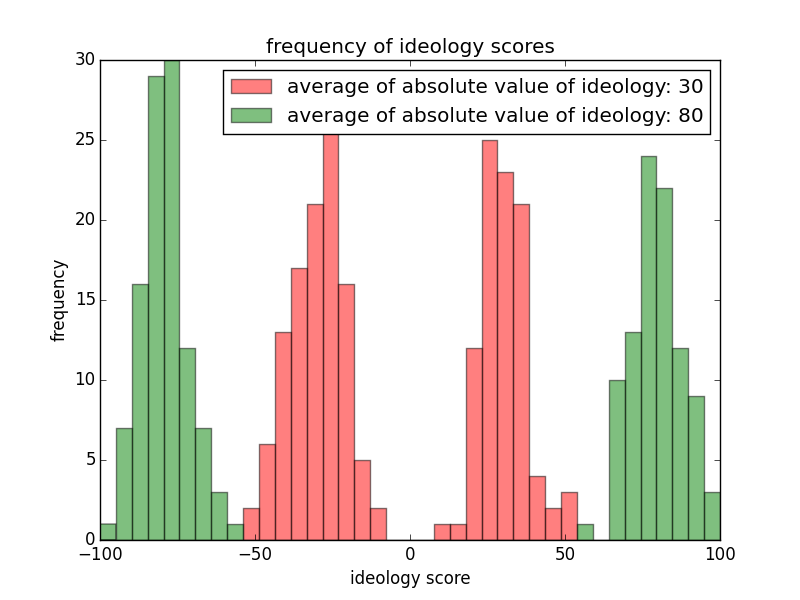 frequency of ideology scores
average of absolute value of ideology: 30
average of absolute value of ideology: 80
30
25
20
15
10
5
0
frequency
−100
−50
0
50
100
ideology score